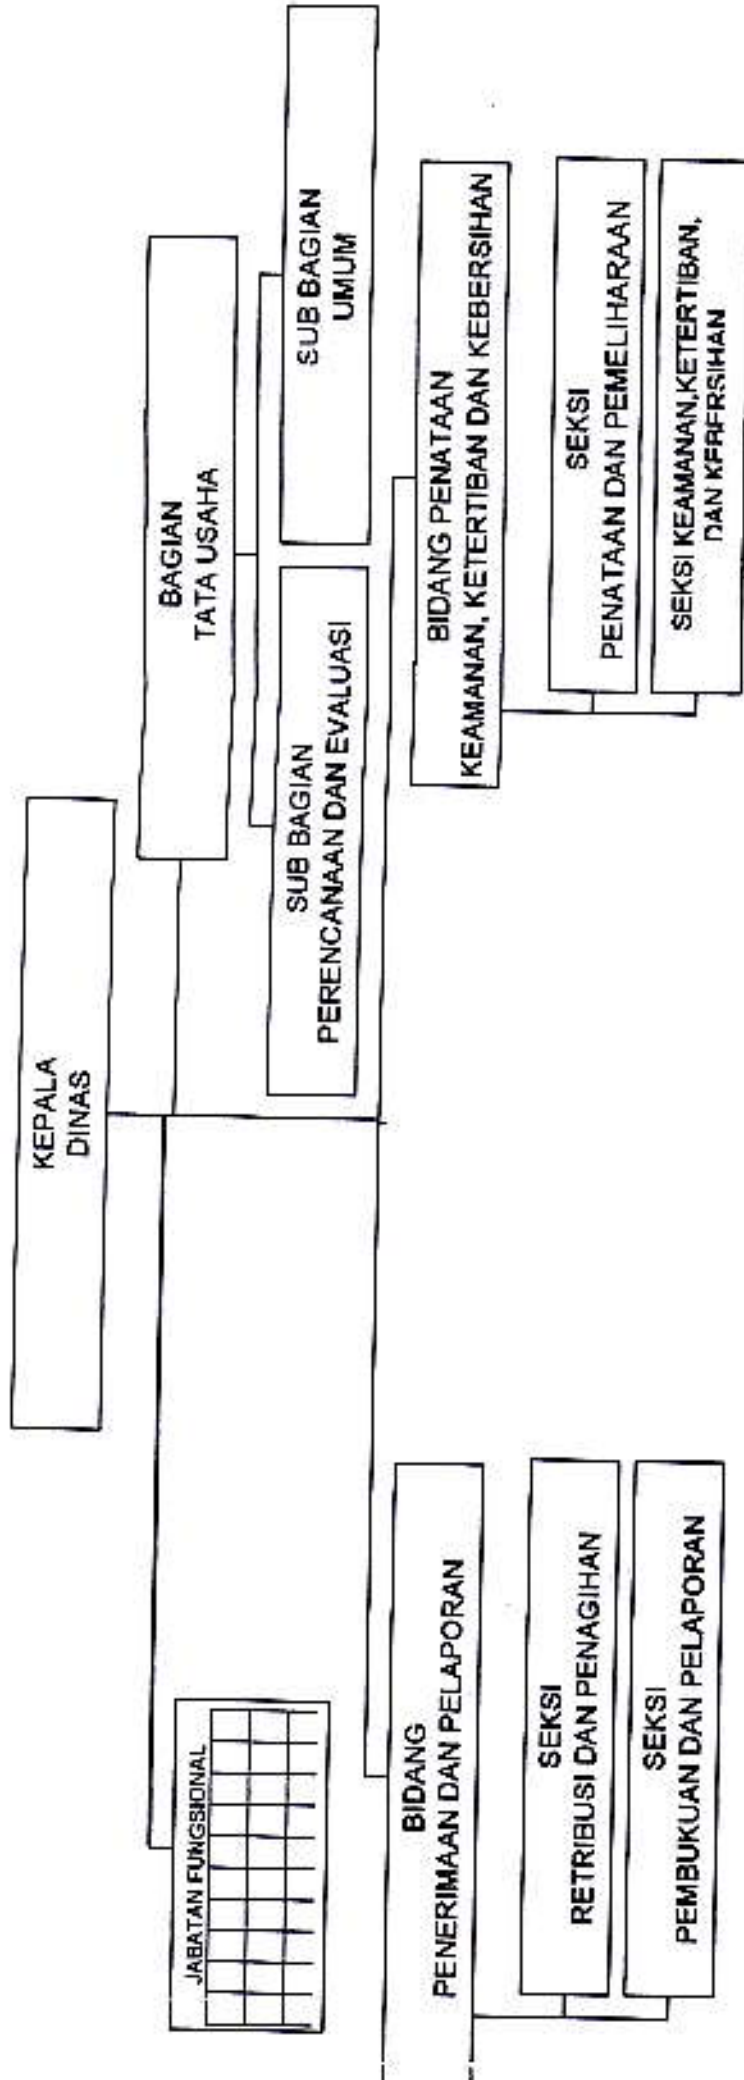 KEPALA
DINAS
JABATAN FUNGSIONAL
BAGIAN
TATA USAHA
SUB BAGIAN
PERENCANAAN DAN EVALUASI
SUB BAGIAN
UMUM
BIDANG
PENERIMAAN DAN PELAPORAN
BIDANG PENATAAN
KEAMANAN, KETERTIBAN DAN KEBERSIHAN
SEKSI
RETRIBUSI DAN PENAGIHAN
SEKSI
PEMBUKUAN DAN PELAPORAN
SEKSI
PENATAAN DAN PEMELIHARAAN
SEKSI KEAMANAN,KETERTIBAN,
DAN KEBERSIHAN